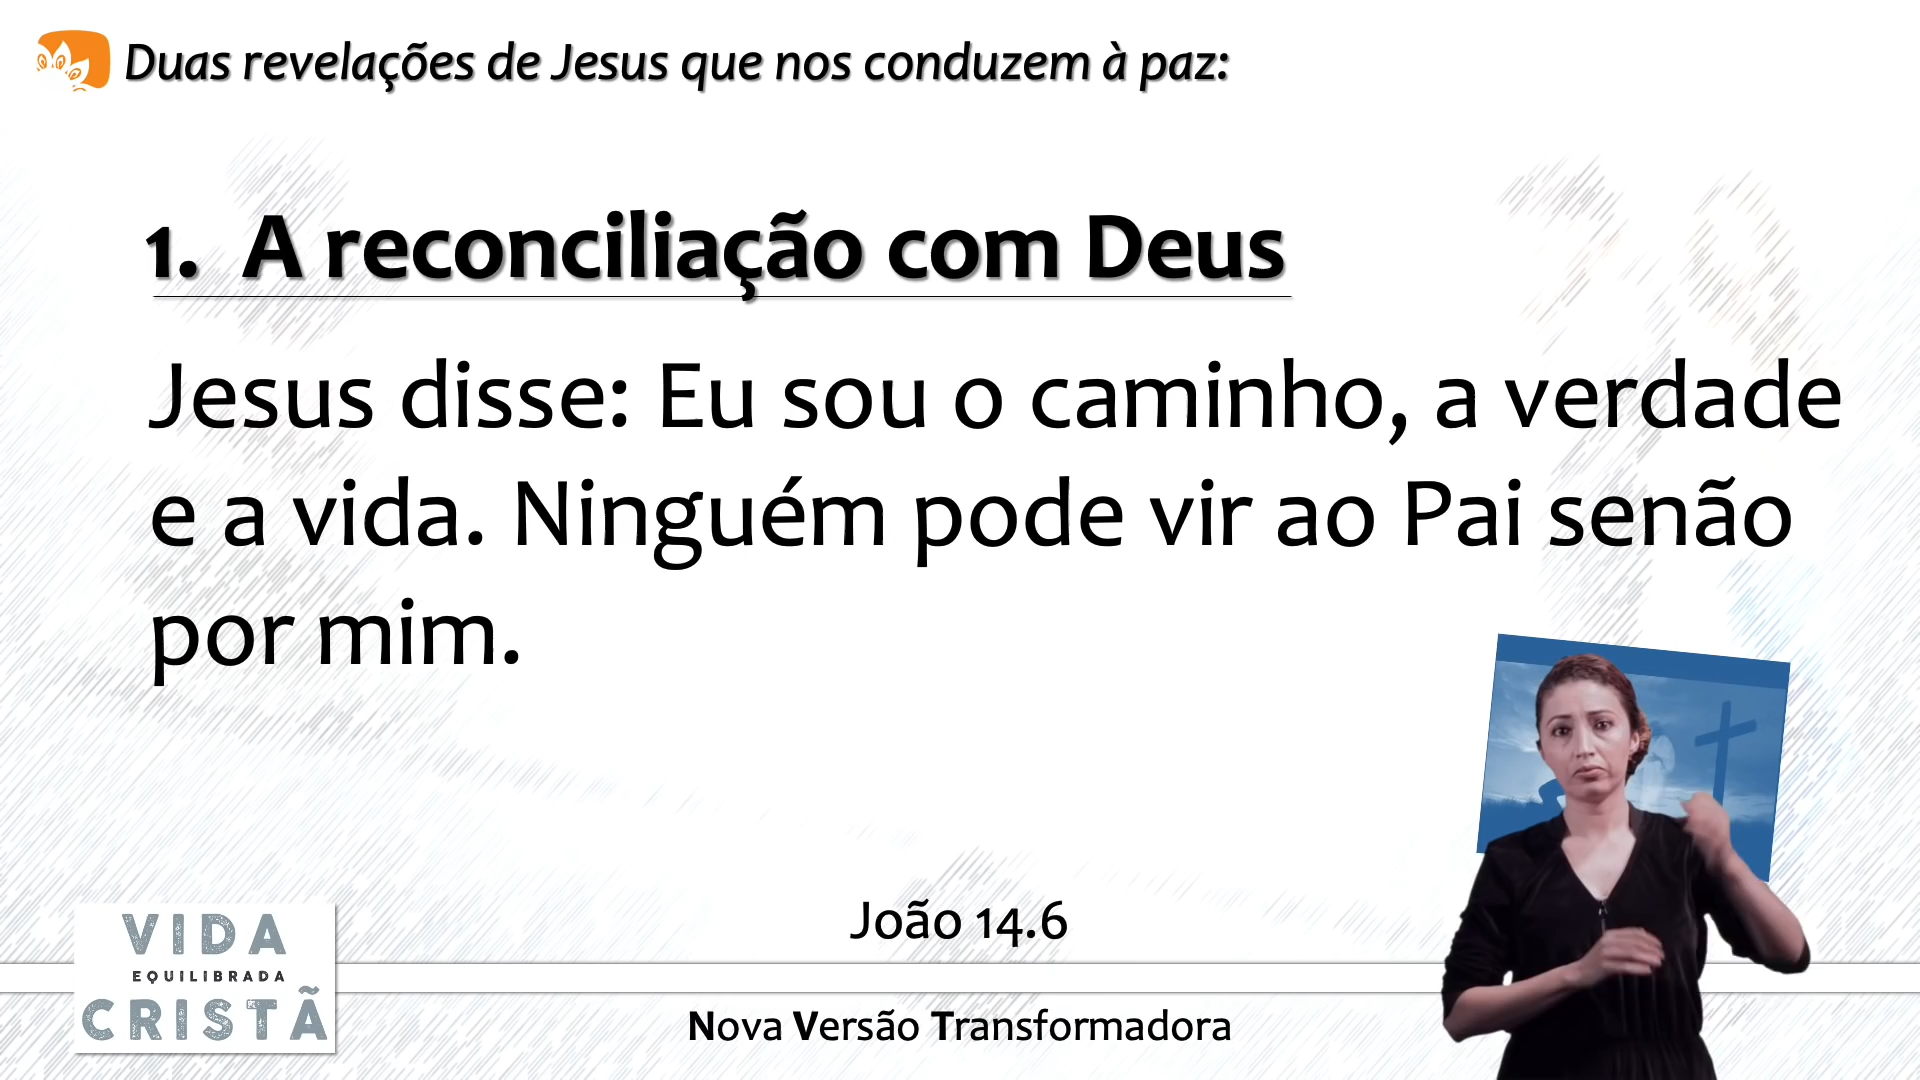 Duas revelações de Jesus que nos conduzem à paz:
1. A reconciliação com Deus
Jesus disse: Eu sou o caminho, a verdade
e a vida. Ninguém pode vir ao Pai senão
por mim.
João 14.6
VIDA
EQUILIBRADA
CRISTÃ
Nova Versão Transformadora